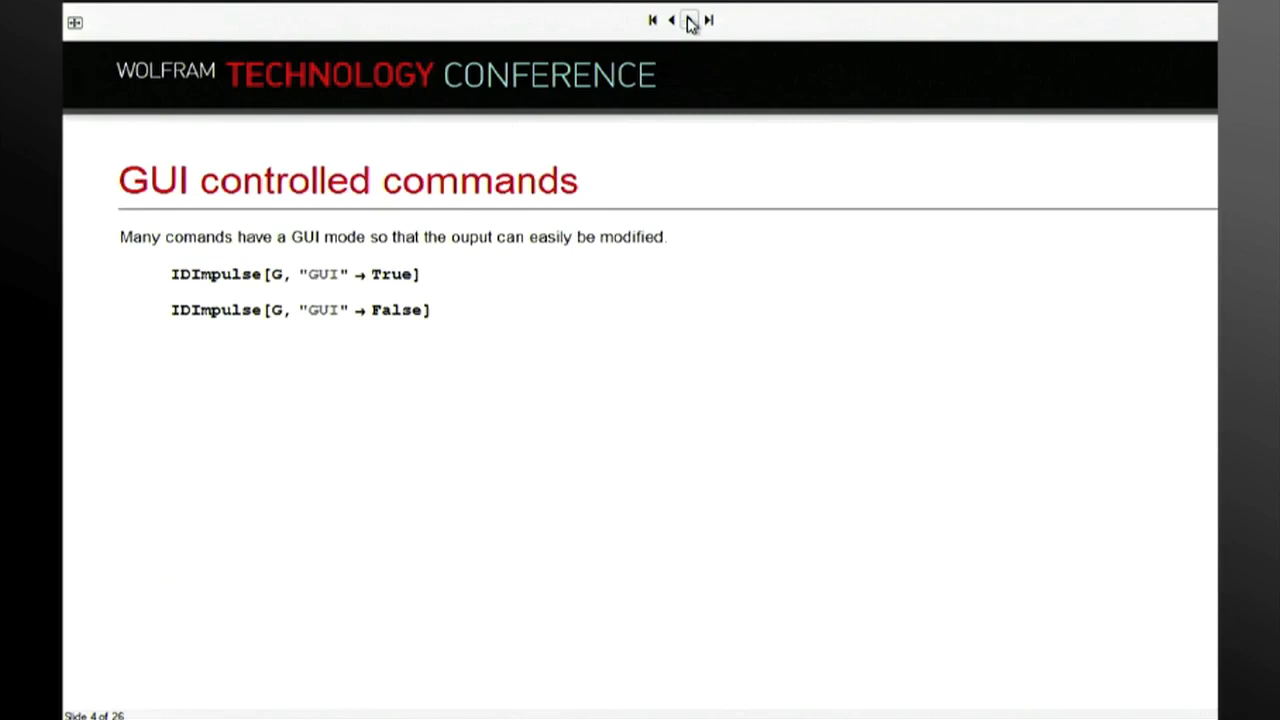 WOLFRAM TECHNOLOGY CONFERENCE
GUI controlled commands
Many comands have a GUI mode so that the ouput can easily be modified.
IDImpulse[G, "GUI" → True]
IDImpulse[G, "GUI" → False]
Slide 4 of 26